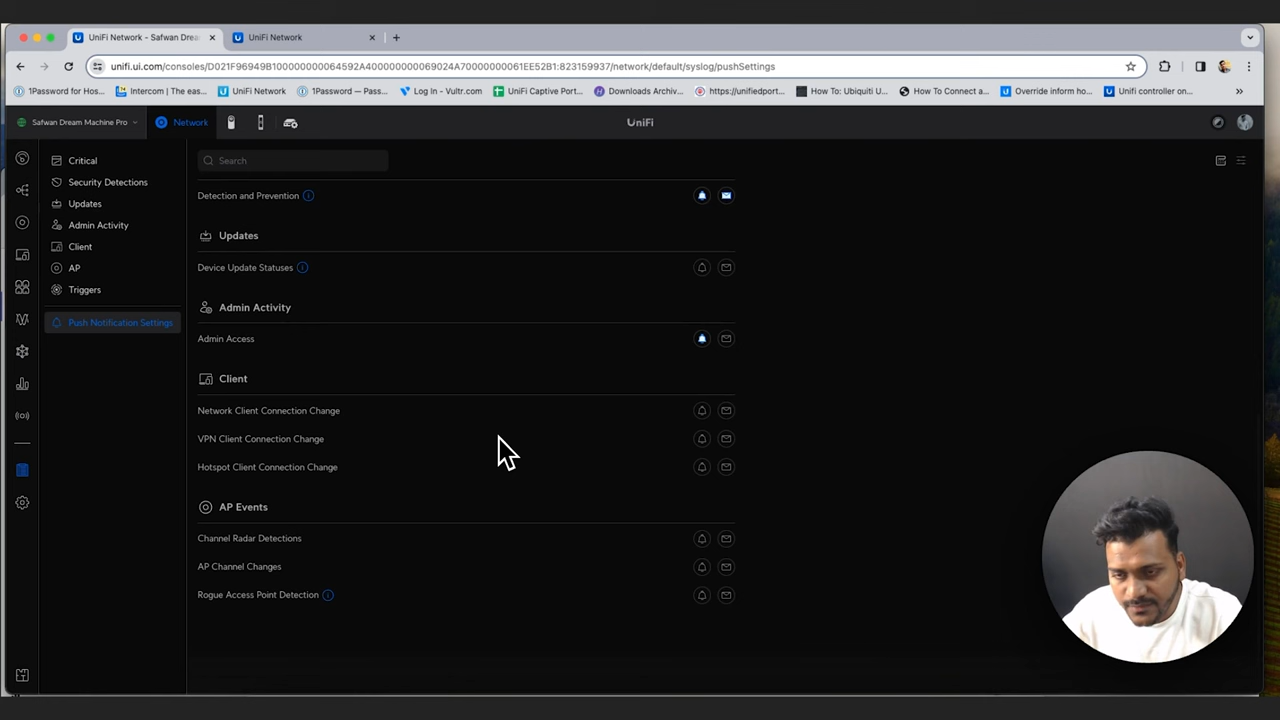 UniFi Network - Safwan Drea
UniFi Network
unifi.ui.com/consoles/D021F96949B10000000064592A400000000069024A70000000061EE52B1:823159937/network/default/syslog/pushSettings
1Password for Hos...
Intercom | The eas...
UniFi Network
1Password — Pass...
Log In - Vultr.com
UniFi Captive Port...
Downloads Archiv...
https://unifiedport...
How To: Ubiquiti U...
How To Connect a...
Override inform ho...
Unifi controller on...
Safwan Dream Machine Pro
Network
UniFi
Critical
Security Detections
Updates
Admin Activity
Client
AP
Triggers
Push Notification Settings
Search
Detection and Prevention
Updates
Device Update Statuses
Admin Activity
Admin Access
Client
Network Client Connection Change
VPN Client Connection Change
Hotspot Client Connection Change
AP Events
Channel Radar Detections
AP Channel Changes
Rogue Access Point Detection